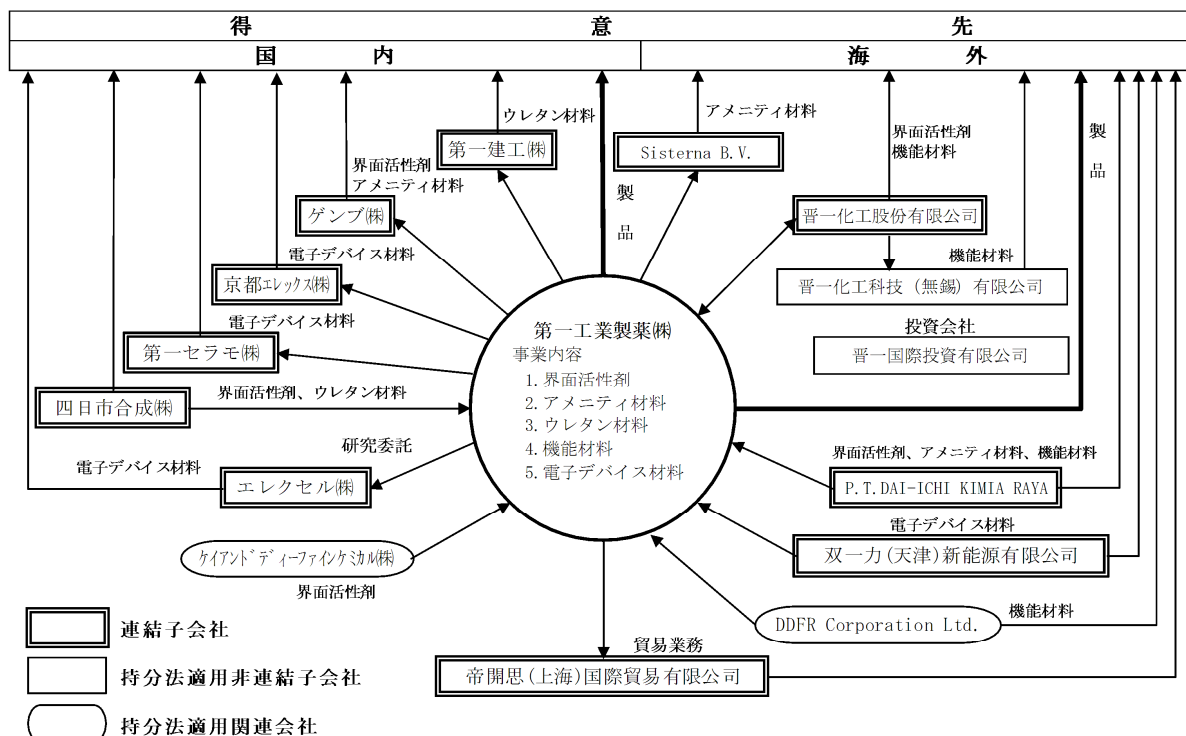 得意先
国内
海外
ウレタン材料
第一建工㈱
アメニティ材料
Sisterna B.V.
界面活性剤
機能材料
製品
界面活性剤
アメニティ材料
ゲンブ㈱
製品
晋一化工股份有限公司
電子デバイス材料
京都エレックス㈱
機能材料
晋一化工科技（無錫）有限公司
電子デバイス材料
第一セラモ㈱
投資会社
晋一国際投資有限公司
第一工業製薬㈱
事業内容
1.界面活性剤
2.アメニティ材料
3.ウレタン材料
4.機能材料
5.電子デバイス材料
界面活性剤、ウレタン材料
四日市合成㈱
研究委託
電子デバイス材料
エレクセル㈱
界面活性剤、アメニティ材料、機能材料
P.T.DAI-ICHI KIMIA RAYA
電子デバイス材料
双一力(天津)新能源有限公司
ケイアンドディーファインケミカル㈱
界面活性剤
機能材料
DDFR Corporation Ltd.
貿易業務
帝開思(上海)国際貿易有限公司
連結子会社
持分法適用非連結子会社
持分法適用関連会社